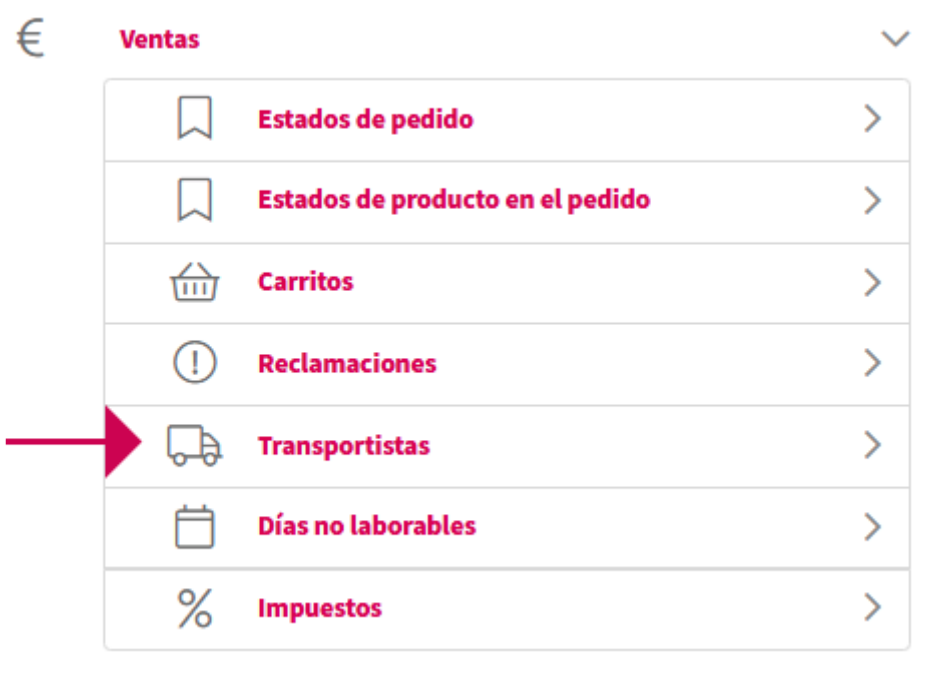 € Ventas
Estados de pedido
Estados de producto en el pedido
Carritos
Reclamaciones
Transportistas
Días no laborables
% Impuestos